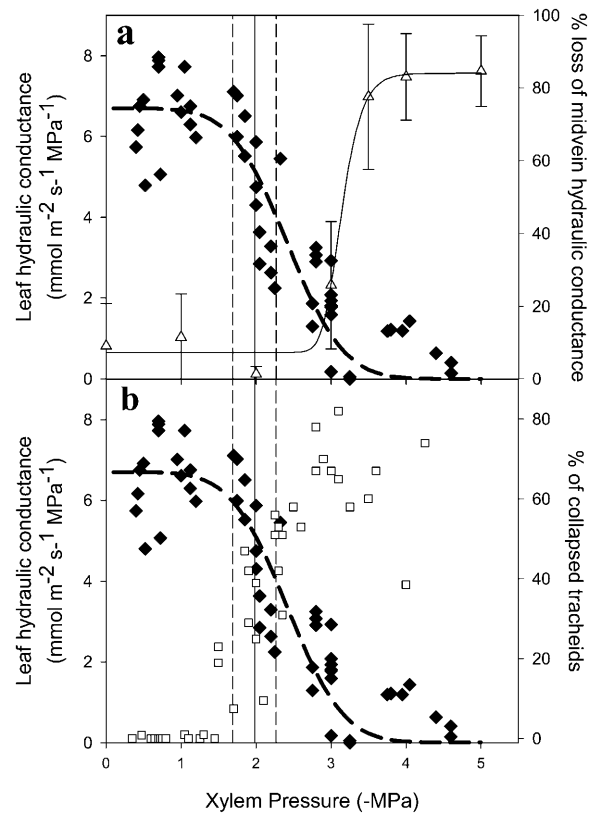 a
Leaf hydraulic conductance
(mmol m-2 s-1 MPa-1)
8
6
4
2
0
100
80
60
40
20
0
% loss of midvein hydraulic conductance
b
Leaf hydraulic conductance
(mmol m-2 s-1 MPa-1)
8
6
4
2
0
80
60
40
20
0
% of collapsed tracheids
0 1 2 3 4 5
Xylem Pressure (-MPa)